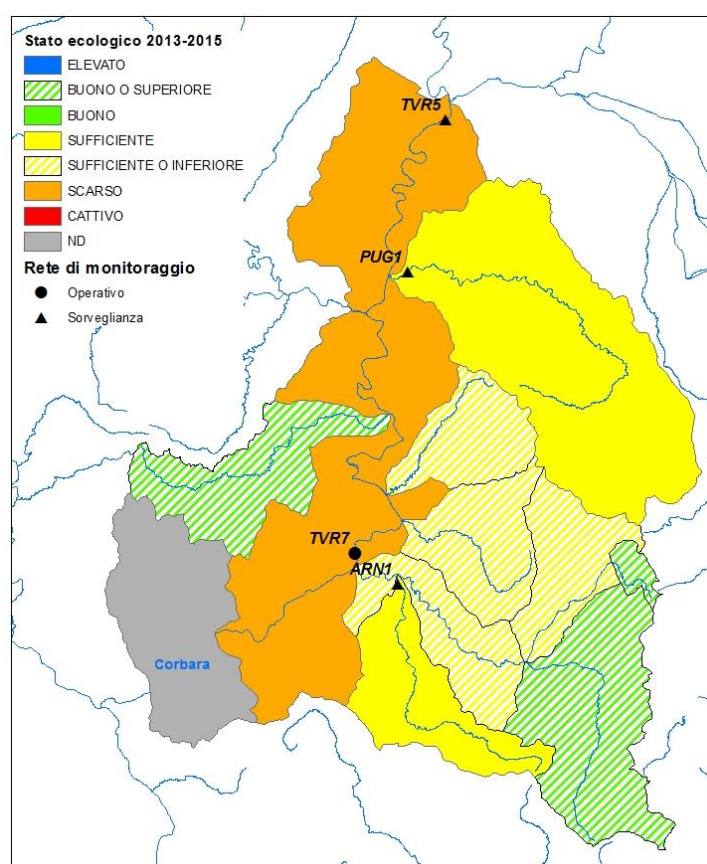 Stato ecologico 2013-2015
ELEVATO
BUONO O SUPERIORE
BUONO
SUFFICIENTE
SUFFICIENTE O INFERIORE
SCARSO
CATTIVO
ND
Rete di monitoraggio
Operativo
Sorveglianza
TVR5
PUG1
TVR7
ARN1
Corbara